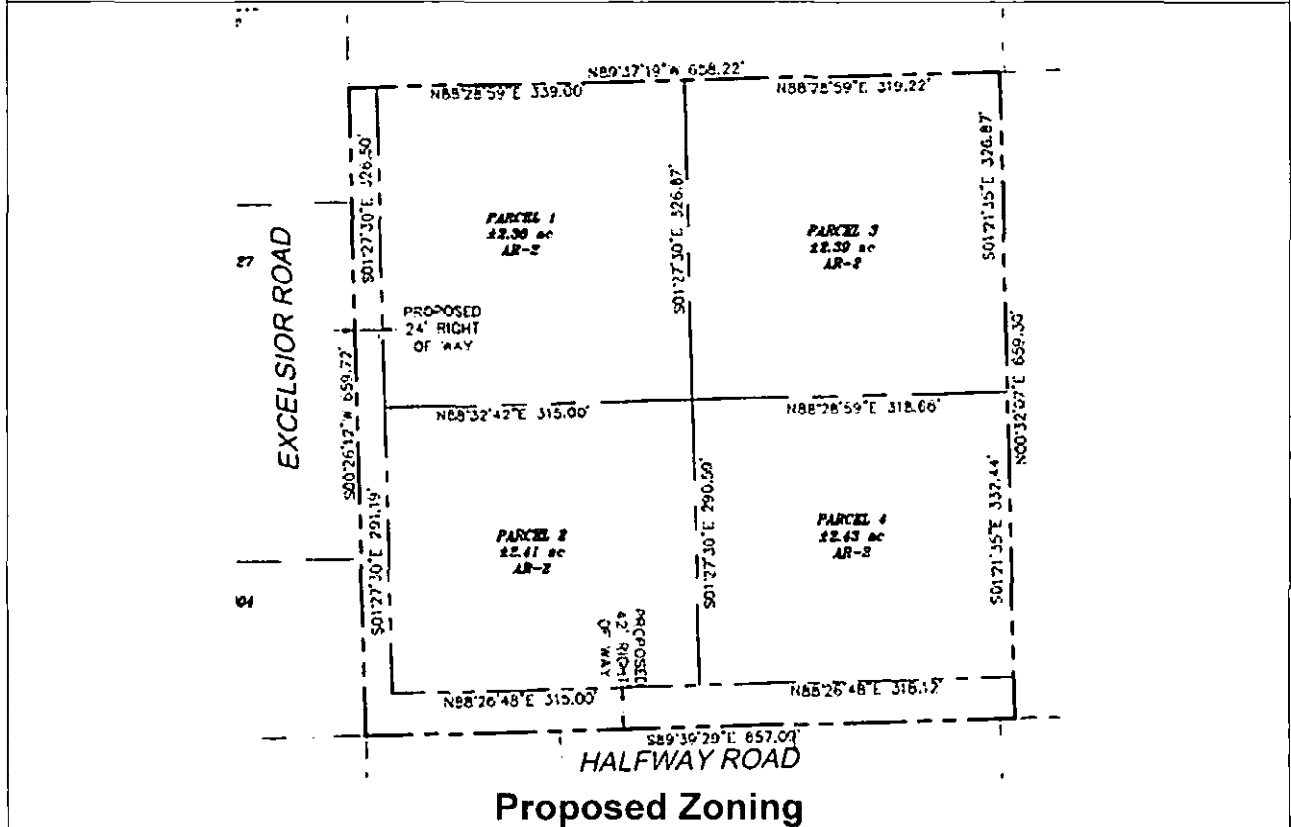 N89°37'19"W 658.22'
N88°28'59"E 339.00'
N88°28'59"E 319.22'
S01°27'30"E 326.50'
S01°27'30"E 326.87'
S01°21'35"E 326.87'
PARCEL 1
±2.30 ac
AR-2
PARCEL 3
±2.39 ac
AR-2
27
EXCELSIOR ROAD
PROPOSED
24' RIGHT
OF WAY
S00°26'12"W 659.72'
N00°32'07"E 659.30'
N88°32'42"E 315.00'
N88°28'59"E 318.66'
S01°27'30"E 291.19'
S01°27'30"E 290.50'
S01°21'35"E 332.44'
PARCEL 2
±2.41 ac
AR-2
PARCEL 4
±2.43 ac
AR-2
04
PROPOSED
42' RIGHT
OF WAY
N88°26'48"E 315.00'
N88°26'48"E 318.12'
S89°39'29"E 657.09'
HALFWAY ROAD
Proposed Zoning